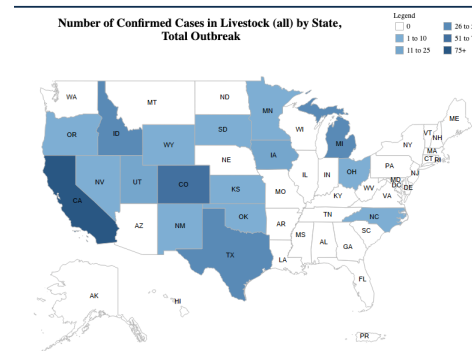 Number of Confirmed Cases in Livestock (all) by State,
Total Outbreak
Legend
0
1 to 10
11 to 25
26 to
51 to
75+
WA
MT
ND
MN
WI
ME
VT
NH
OR
ID
SD
WY
MI
NY
MA
CT RI
IA
NE
PA
NJ
NV
UT
CO
IL
IN
OH
MD
DC
DE
WV
VA
CA
KS
MO
KY
AZ
NM
OK
AR
TN
NC
SC
TX
MS
AL
GA
LA
FL
AK
HI
PR